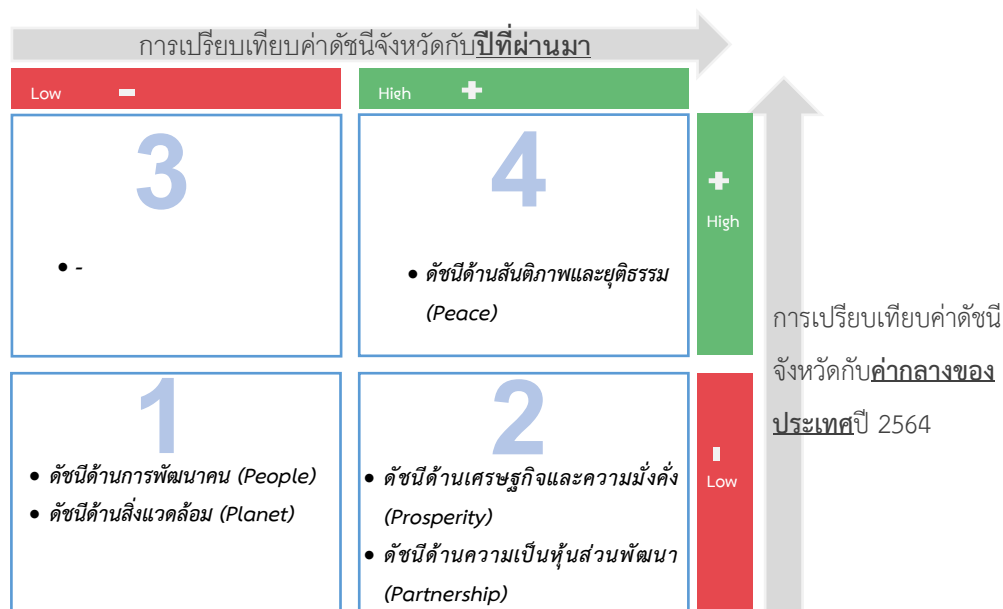 การเปรียบเทียบค่าดัชนีจังหวัดกับปีที่ผ่านมา
Low -
High +
3
• -
4
• ดัชนีด้านสันติภาพและยุติธรรม
(Peace)
+
High
การเปรียบเทียบค่าดัชนี
จังหวัดกับค่ากลางของ
ประเทศปี 2564
1
• ดัชนีด้านการพัฒนาคน (People)
• ดัชนีด้านสิ่งแวดล้อม (Planet)
2
• ดัชนีด้านเศรษฐกิจและความมั่งคั่ง
(Prosperity)
• ดัชนีด้านความเป็นหุ้นส่วนพัฒนา
(Partnership)
-
Low